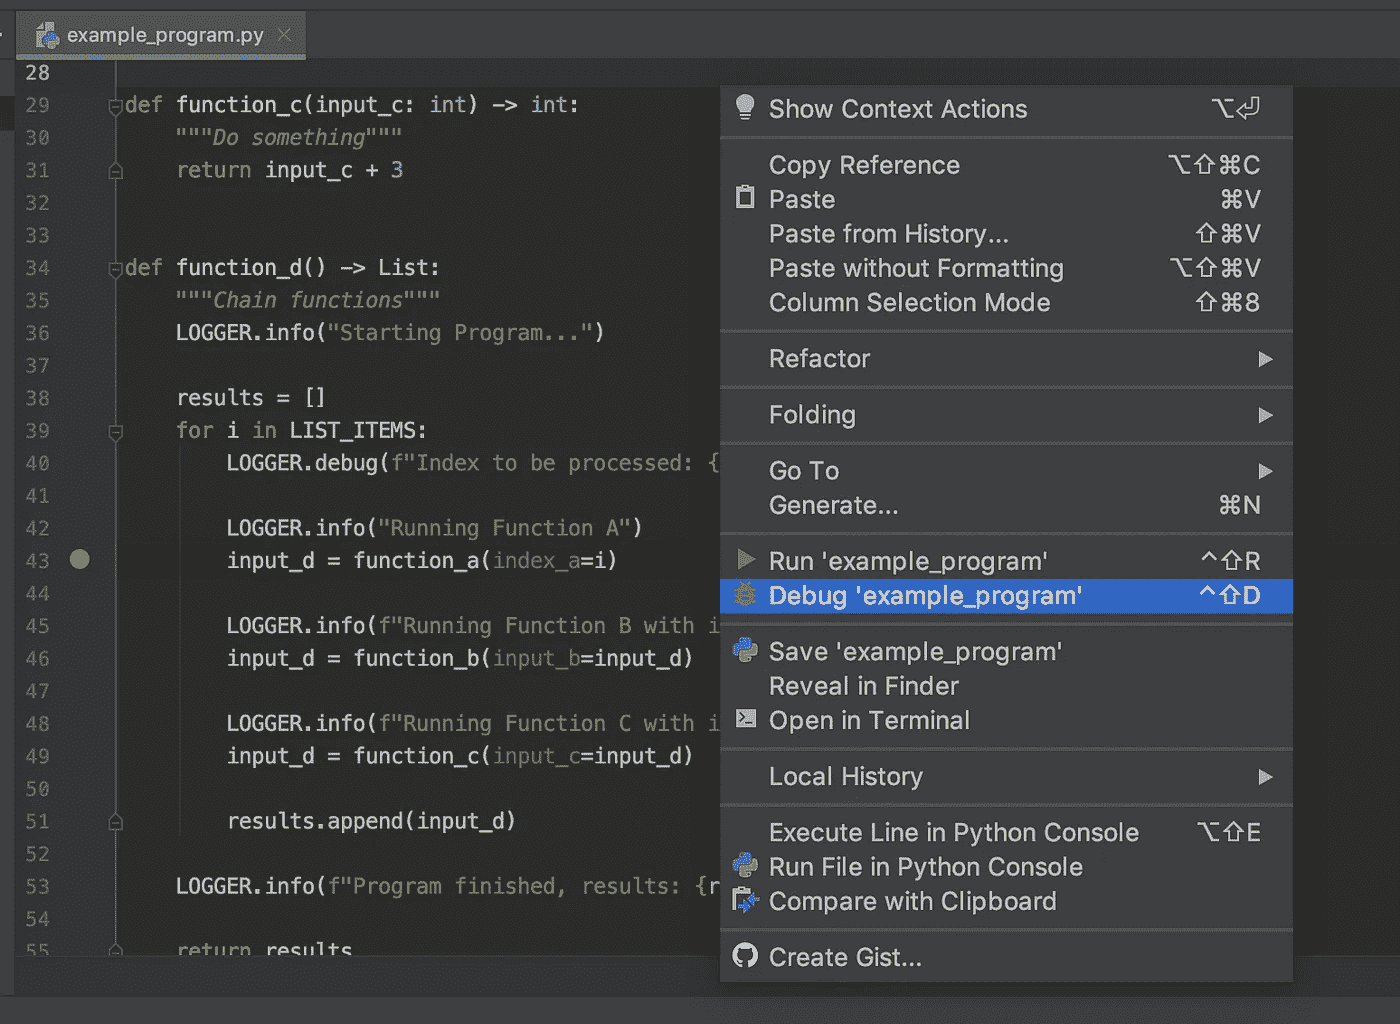 example_program.py
28
29 def function_c(input_c: int) -> int:
30 """Do something"""
31 return input_c + 3
32
33
34 def function_d() -> List:
35 """Chain functions"""
36 LOGGER.info("Starting Program...")
37
38 results = []
39 for i in LIST_ITEMS:
40 LOGGER.debug(f"Index to be processed: {
41
42 LOGGER.info("Running Function A")
43 input_d = function_a(index_a=i)
44
45 LOGGER.info(f"Running Function B with i
46 input_d = function_b(input_b=input_d)
47
48 LOGGER.info(f"Running Function C with i
49 input_d = function_c(input_c=input_d)
50
51 results.append(input_d)
52
53 LOGGER.info(f"Program finished, results: {r
54
55 return results
Show Context Actions ⌥⏎
Copy Reference ⌥⇧⌘C
Paste ⌘V
Paste from History... ⇧⌘V
Paste without Formatting ⌥⇧⌘V
Column Selection Mode ⇧⌘8
Refactor
Folding
Go To
Generate... ⌘N
Run 'example_program' ^⇧R
Debug 'example_program' ^⇧D
Save 'example_program'
Reveal in Finder
Open in Terminal
Local History
Execute Line in Python Console ⌥⇧E
Run File in Python Console
Compare with Clipboard
Create Gist...